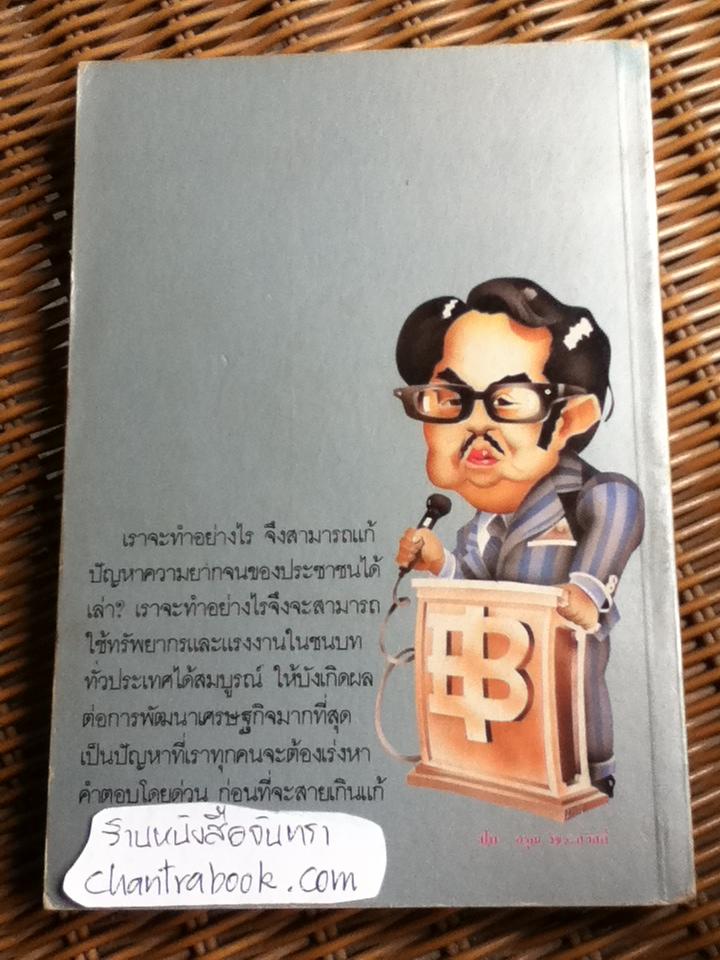 เราจะทำอย่างไร จึงสามารถแก้
ปัญหาความยากจนของประชาชนได้
เล่า? เราจะทำอย่างไรจึงจะสามารถ
ใช้ทรัพยากรและแรงงานในชนบท
ทั่วประเทศได้สมบูรณ์ ให้บังเกิดผล
ต่อการพัฒนาเศรษฐกิจมากที่สุด
เป็นปัญหาที่เราทุกคนจะต้องเร่งหา
คำตอบโดยด่วน ก่อนที่จะสายเกินแก้
ร้านหนังสือจันทรา
chantrabook.com